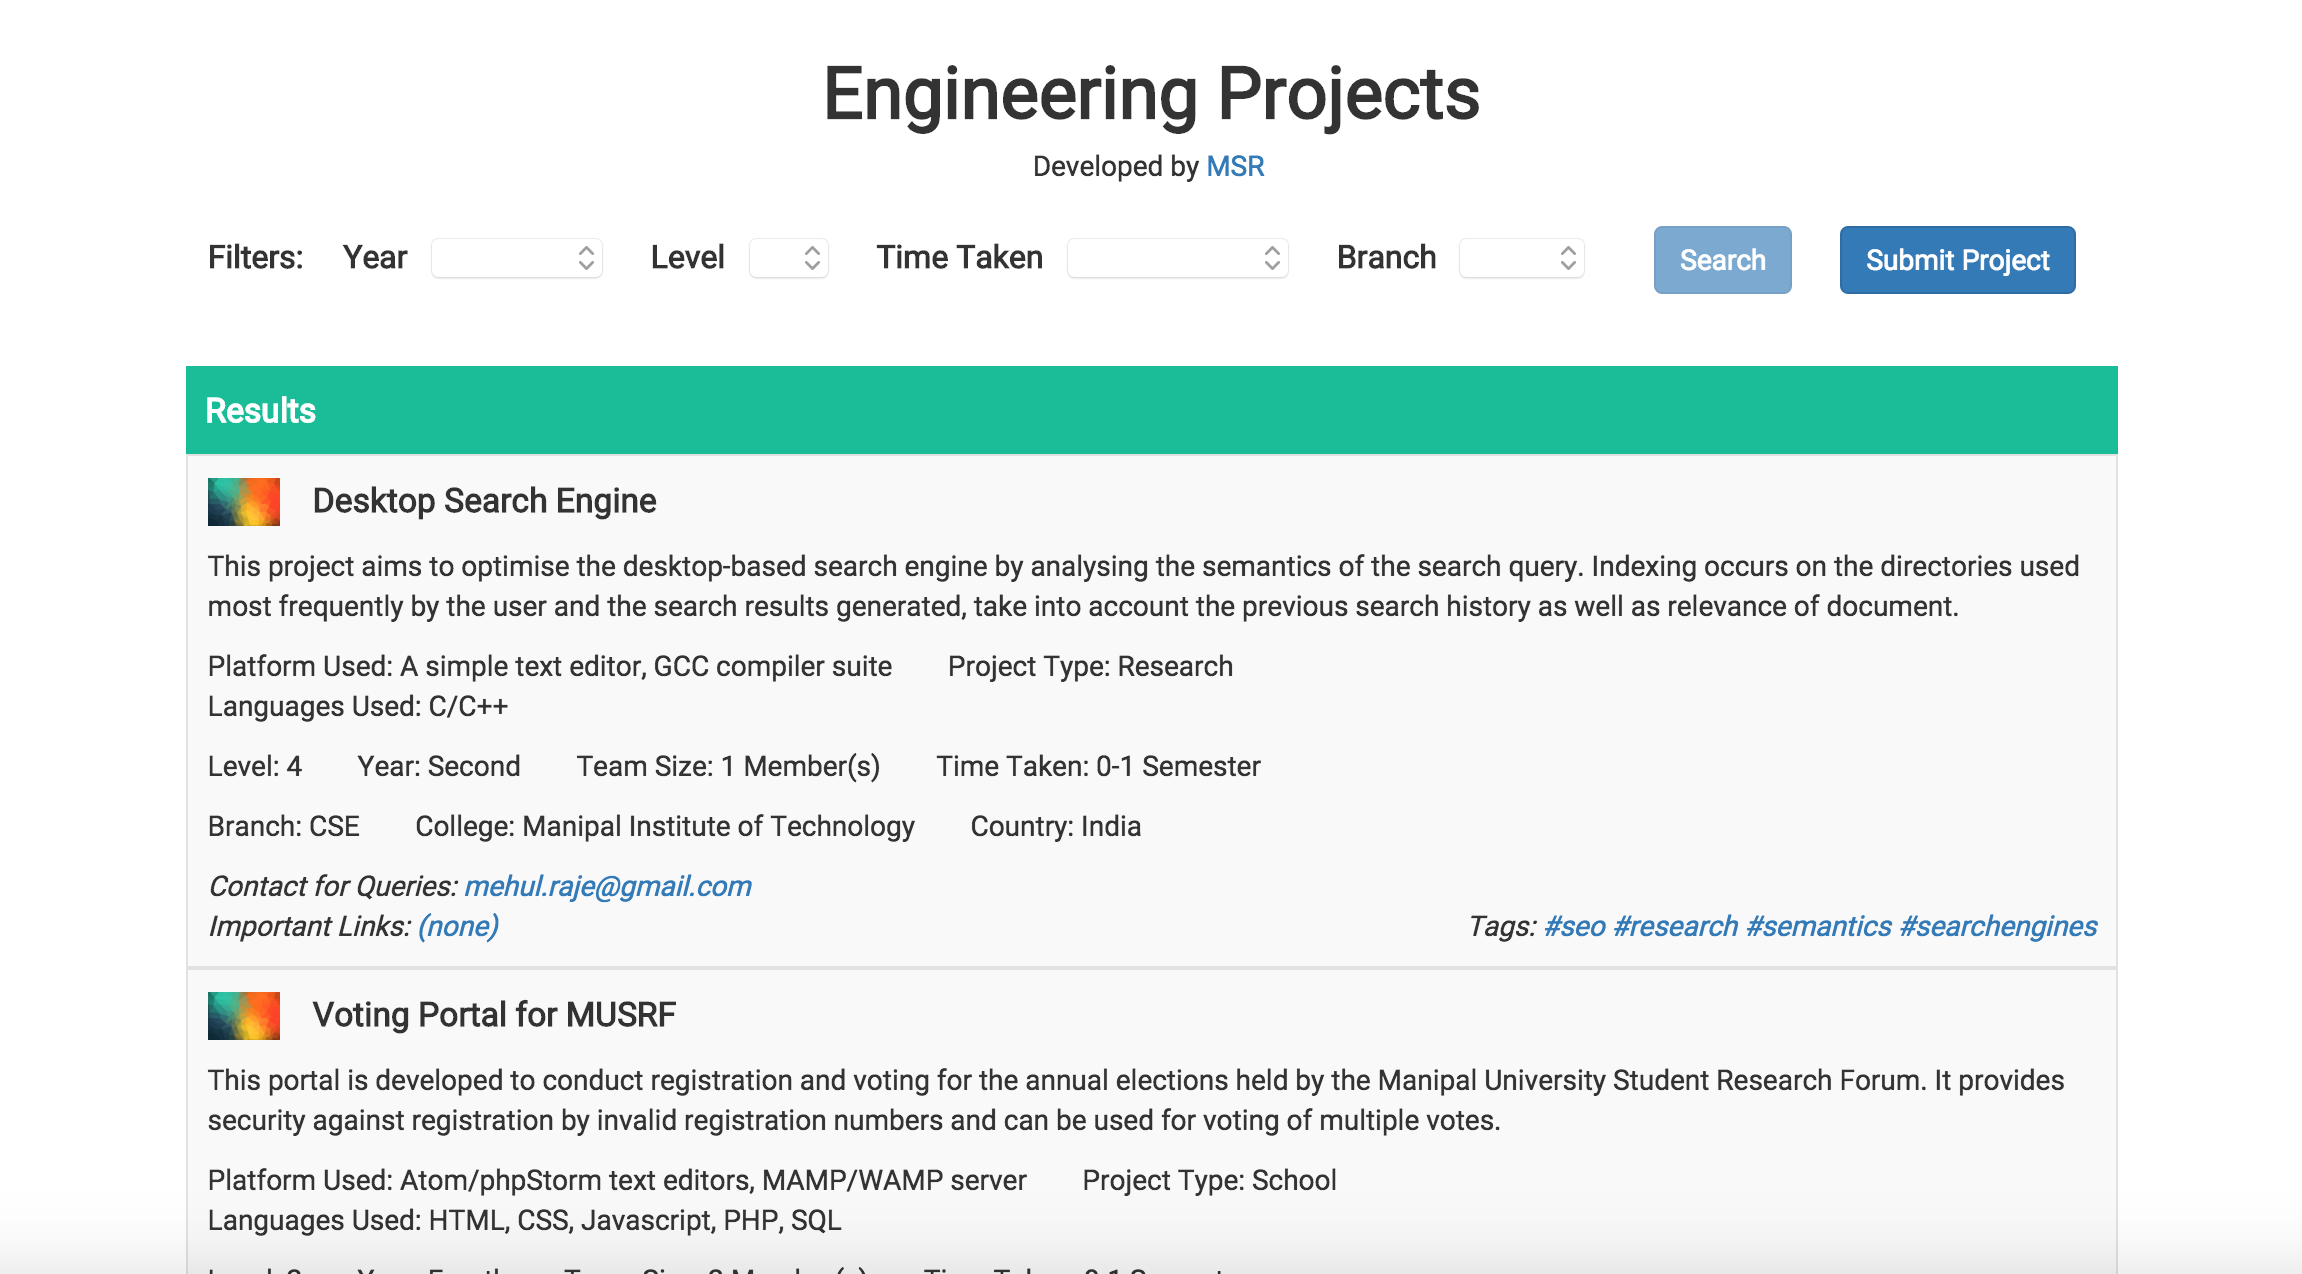 Engineering Projects
Developed by MSR
Filters: Year Level Time Taken Branch Search Submit Project
Results
Desktop Search Engine
This project aims to optimise the desktop-based search engine by analysing the semantics of the search query. Indexing occurs on the directories used
most frequently by the user and the search results generated, take into account the previous search history as well as relevance of document.
Platform Used: A simple text editor, GCC compiler suite Project Type: Research
Languages Used: C/C++
Level: 4 Year: Second Team Size: 1 Member(s) Time Taken: 0-1 Semester
Branch: CSE College: Manipal Institute of Technology Country: India
Contact for Queries: mehul.raje@gmail.com
Important Links: (none) Tags: #seo #research #semantics #searchengines
Voting Portal for MUSRF
This portal is developed to conduct registration and voting for the annual elections held by the Manipal University Student Research Forum. It provides
security against registration by invalid registration numbers and can be used for voting of multiple votes.
Platform Used: Atom/phpStorm text editors, MAMP/WAMP server Project Type: School
Languages Used: HTML, CSS, Javascript, PHP, SQL